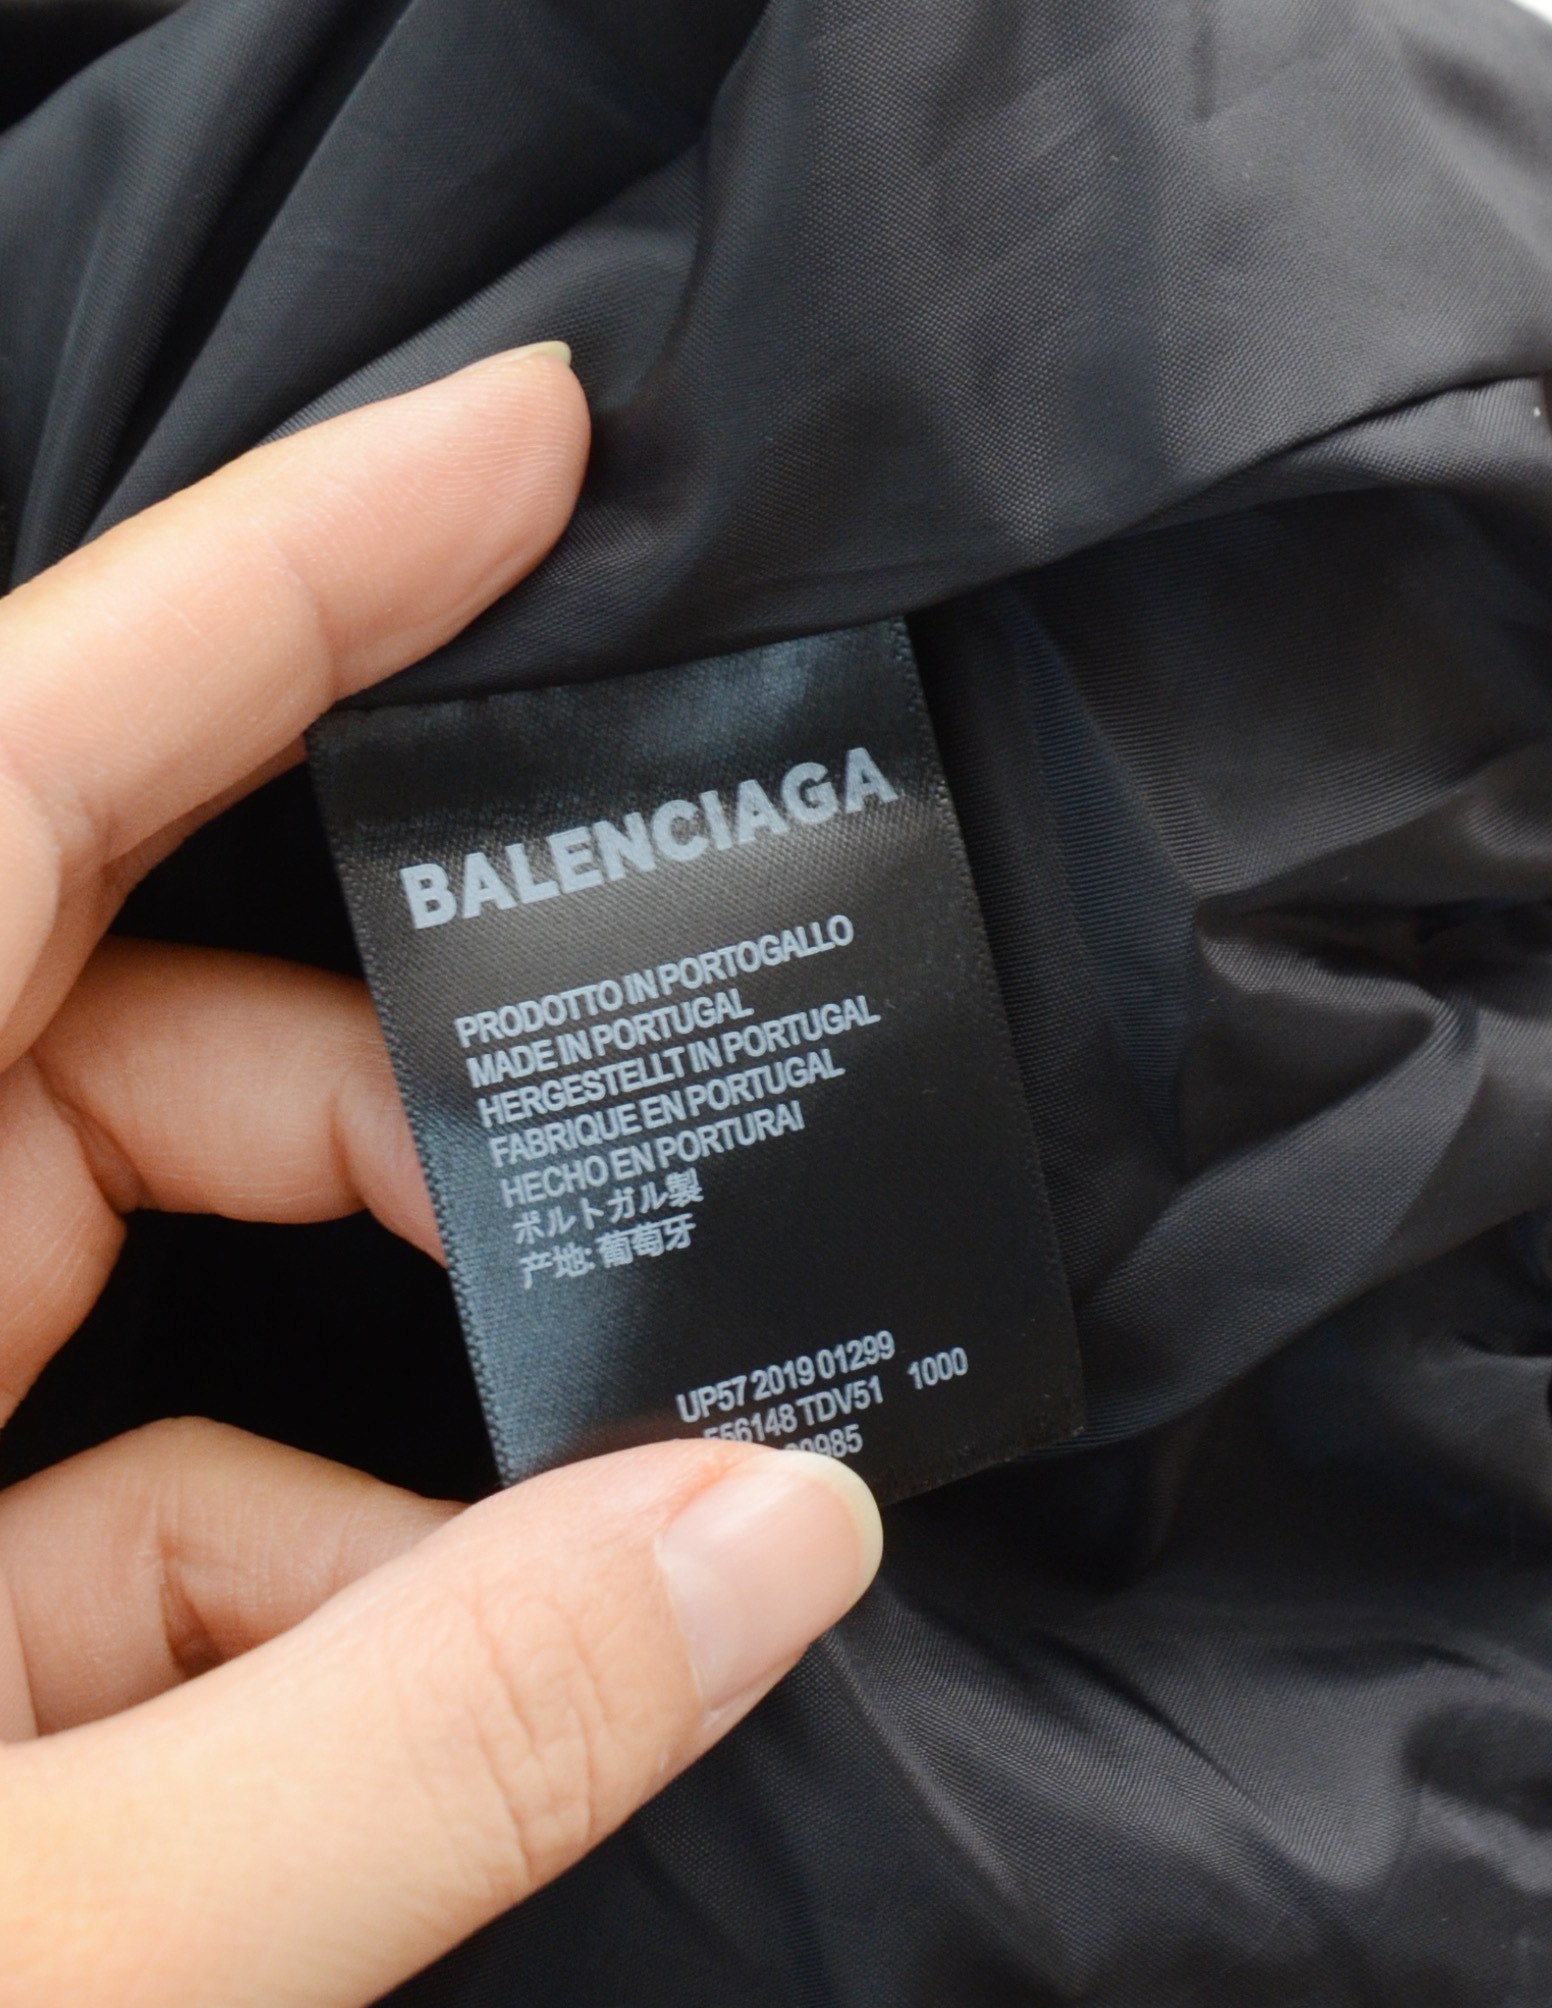 BALENCIAGA
PRODOTTO IN PORTOGALLO
MADE IN PORTUGAL
HERGESTELLT IN PORTUGAL
FABRIQUE EN PORTUGAL
HECHO EN PORTURAI
ポルトガル製
产地: 葡萄牙
UP57 2019 01299
556148 TDV51 1000